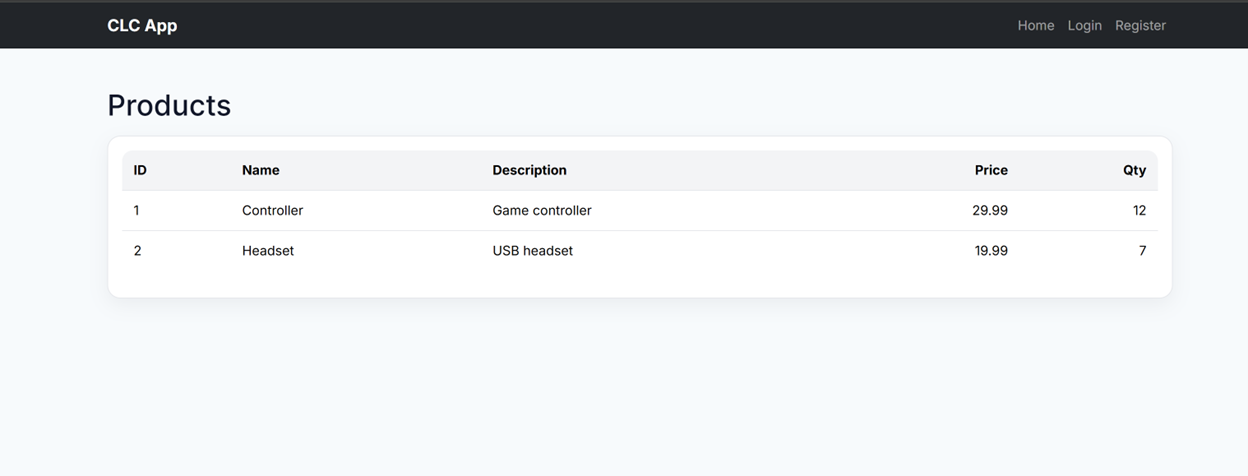 CLC App Home Login Register
Products
ID Name Description Price Qty
1 Controller Game controller 29.99 12
2 Headset USB headset 19.99 7